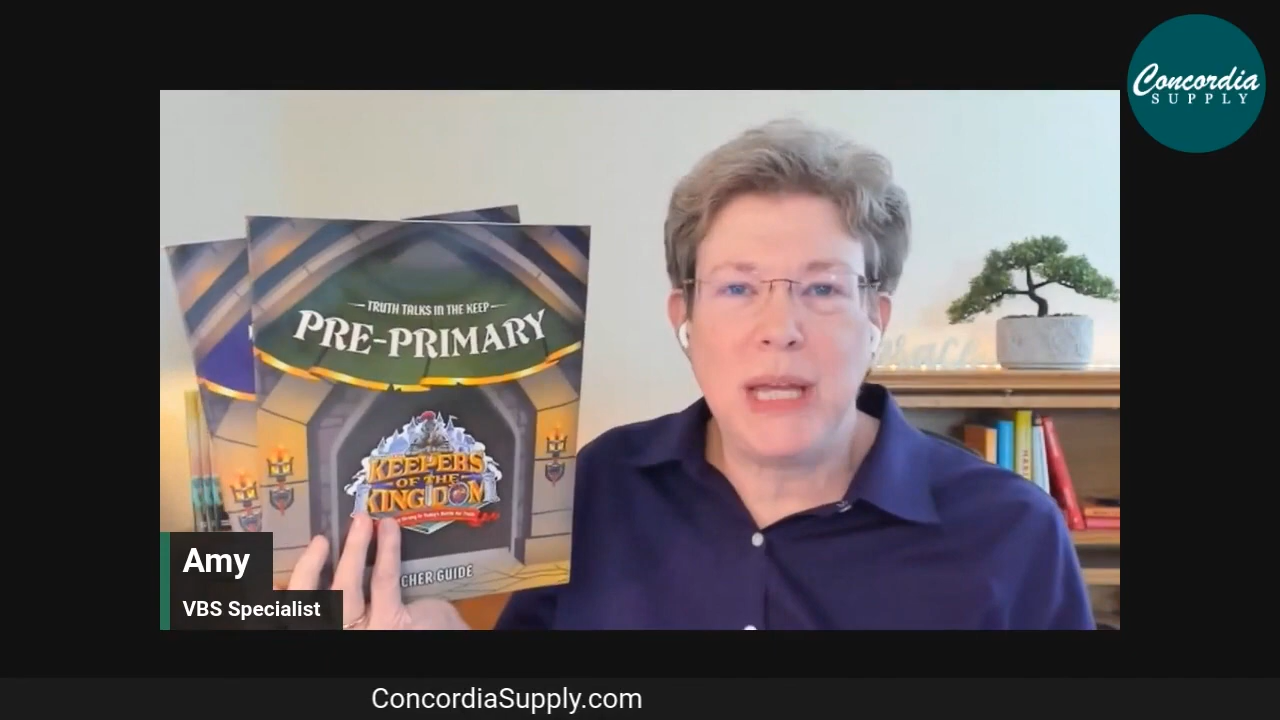 Concordia
SUPPLY
TRUTH TALKS IN THE KEEP
PRE-PRIMARY
KEEPERS
OF THE
KINGDOM
CHER GUIDE
Amy
VBS Specialist
ConcordiaSupply.com